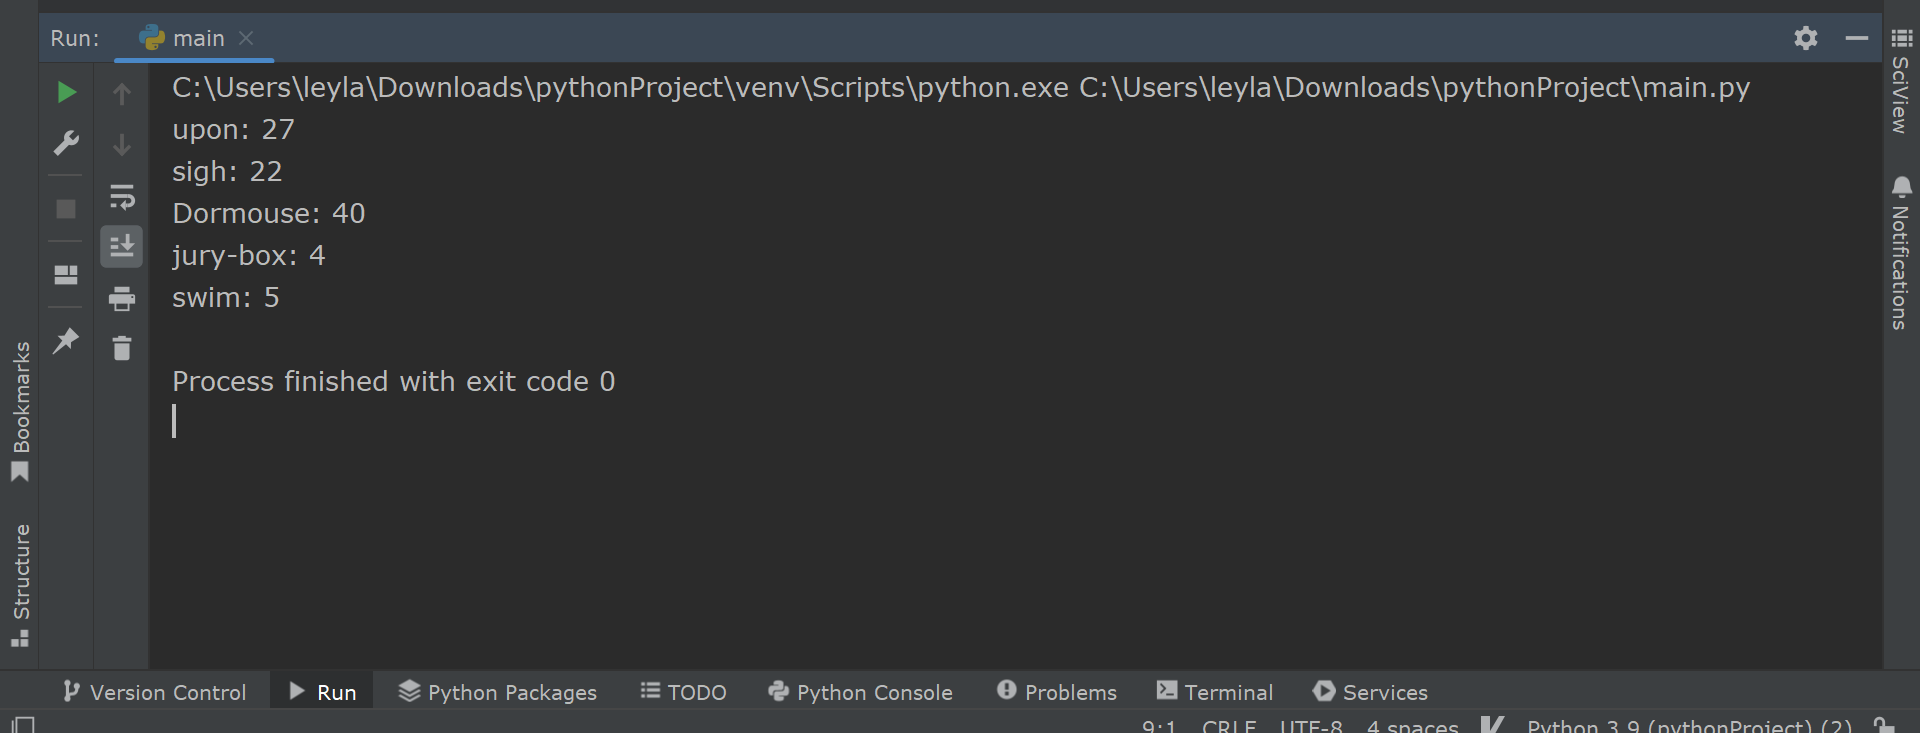 Run: main
C:\Users\leyla\Downloads\pythonProject\venv\Scripts\python.exe C:\Users\leyla\Downloads\pythonProject\main.py
upon: 27
sigh: 22
Dormouse: 40
jury-box: 4
swim: 5
Process finished with exit code 0
Bookmarks
Structure
SciView
Notifications
Version Control Run Python Packages TODO Python Console Problems Terminal Services
9:1 CRLF UTF-8 4 spaces Python 3.9 (pythonProject) (2)